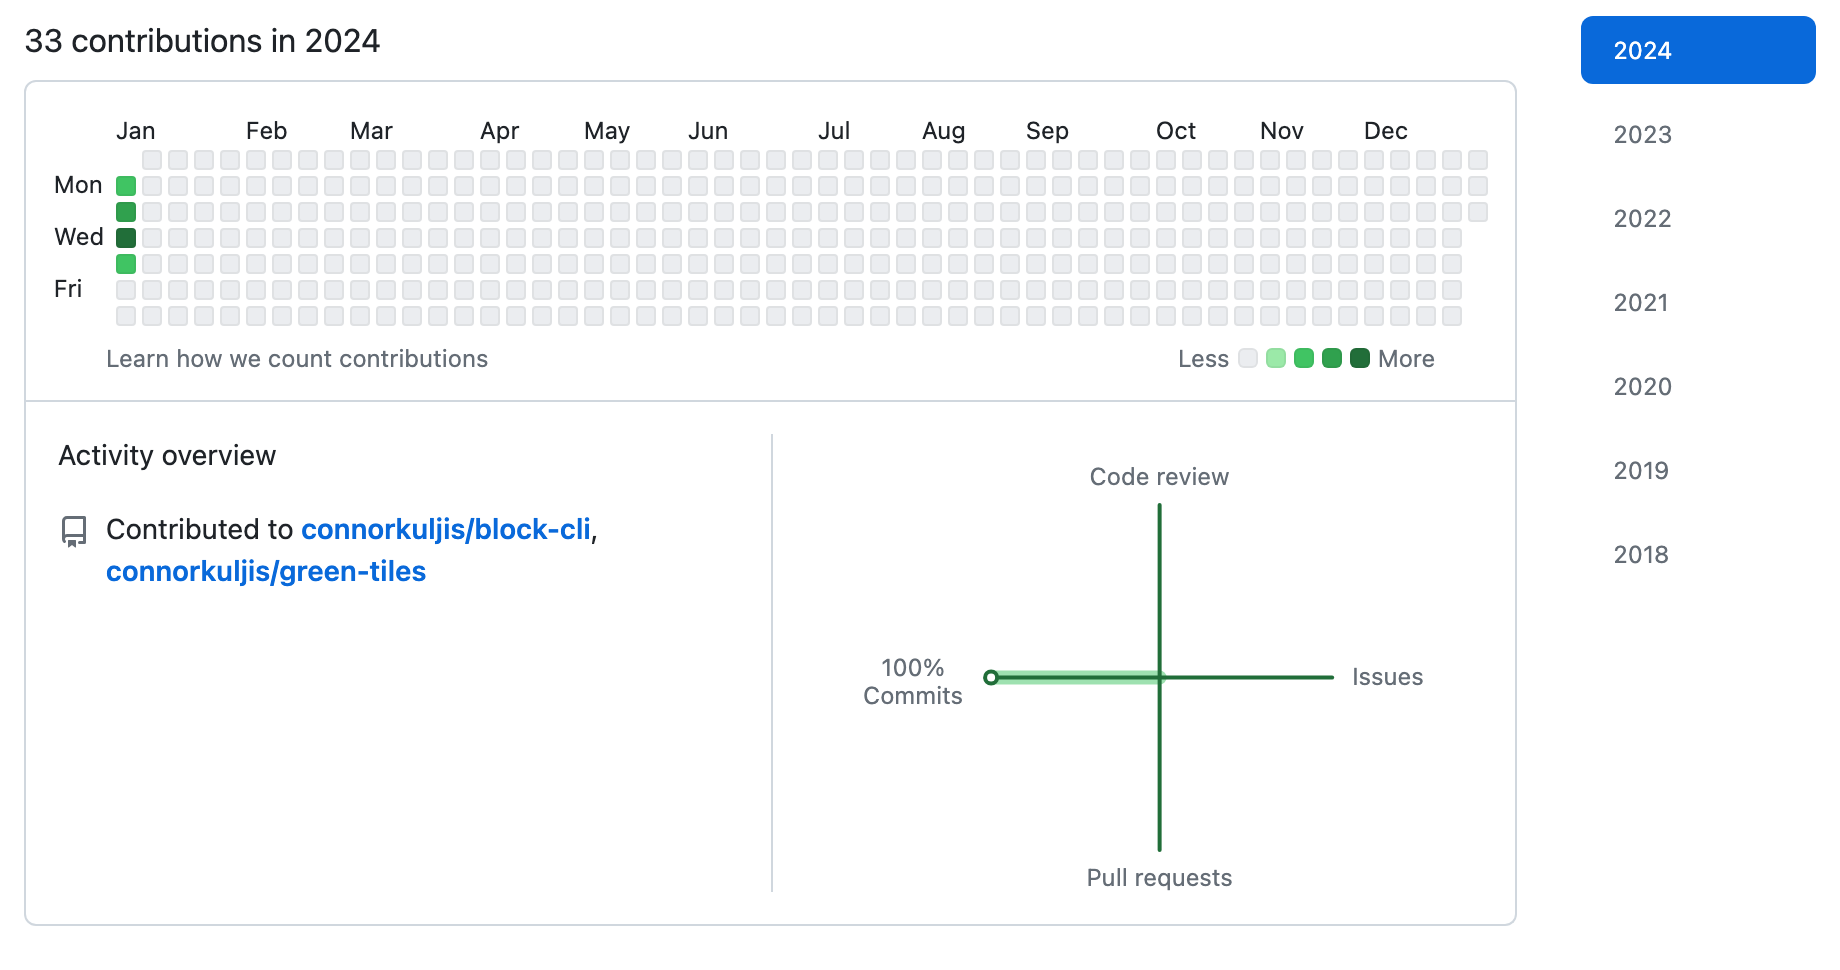 33 contributions in 2024
2024
2023
2022
2021
2020
2019
2018
Jan Feb Mar Apr May Jun Jul Aug Sep Oct Nov Dec
Mon
Wed
Fri
Learn how we count contributions
Less More
Activity overview
Contributed to connorkuljis/block-cli,
connorkuljis/green-tiles
Code review
100%
Commits
Issues
Pull requests